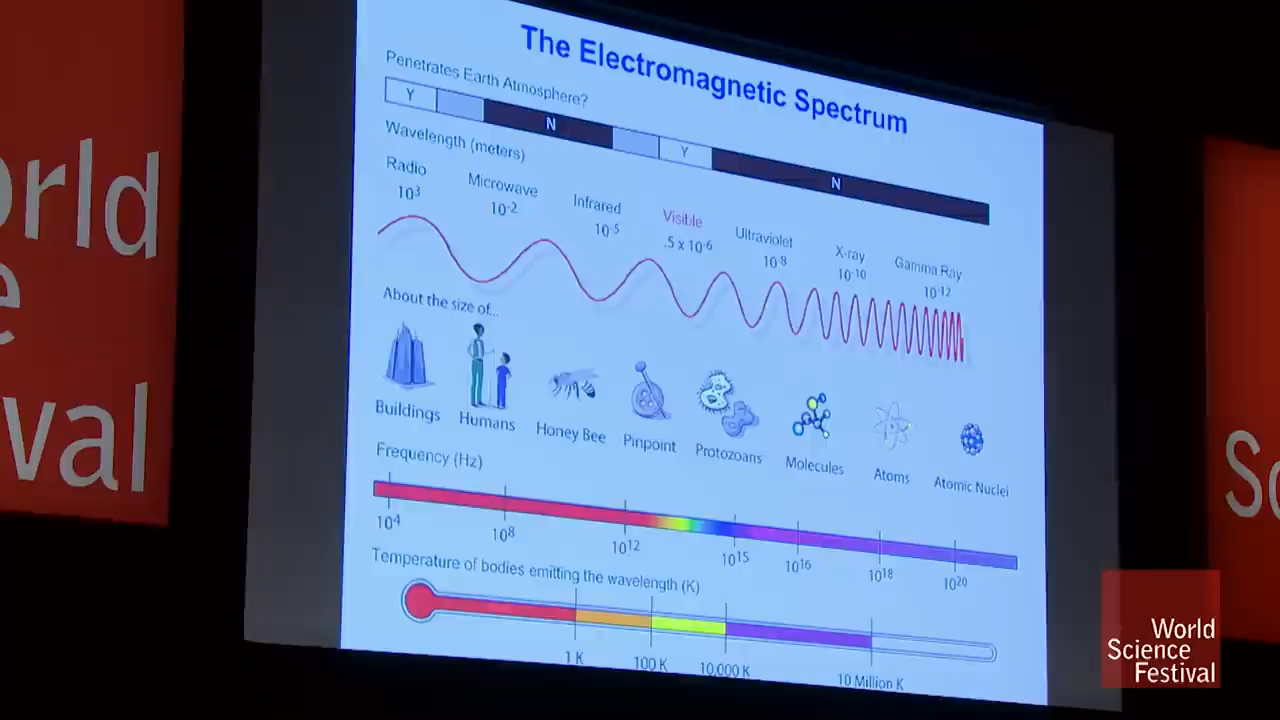 orld
e
val
The Electromagnetic Spectrum
Penetrates Earth Atmosphere?
Y
N
Y
N
Wavelength (meters)
Radio
10³
Microwave
10⁻²
Infrared
10⁻⁵
Visible
.5 x 10⁻⁶
Ultraviolet
10⁻⁸
X-ray
10⁻¹⁰
Gamma Ray
10⁻¹²
About the size of...
Buildings
Humans
Honey Bee
Pinpoint
Protozoans
Molecules
Atoms
Atomic Nuclei
Frequency (Hz)
10⁴
10⁸
10¹²
10¹⁵
10¹⁶
10¹⁸
10²⁰
Temperature of bodies emitting the wavelength (K)
1 K
100 K
10,000 K
10 Million K
Sc
World
Science
Festival